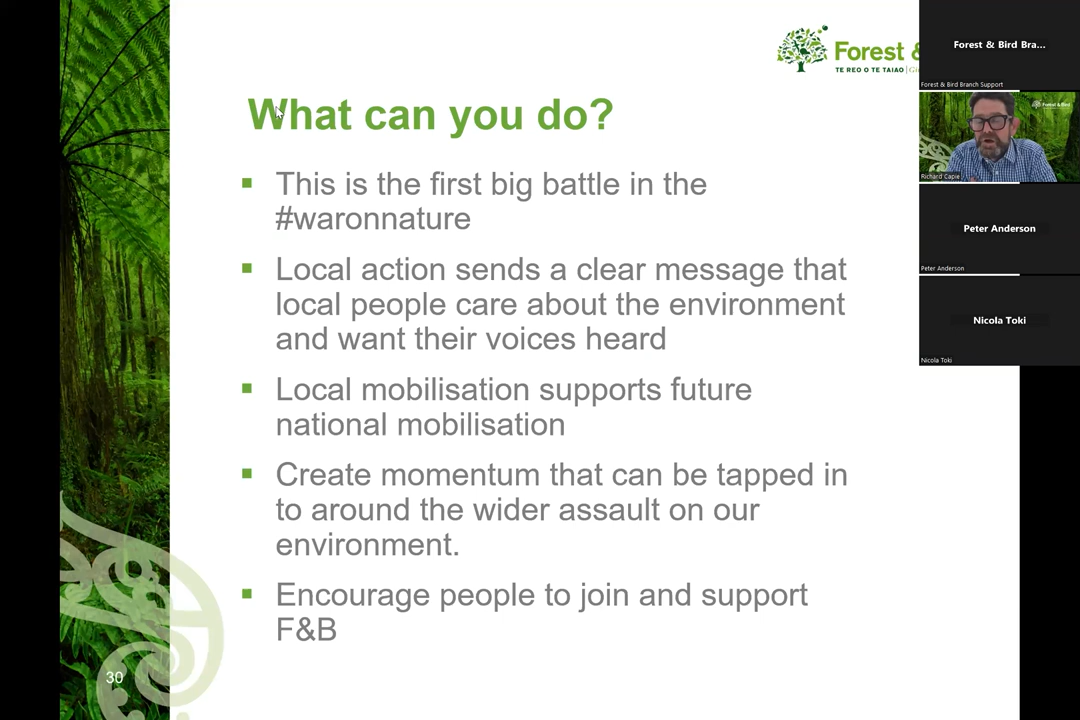 Forest &
TE REO O TE TAIAO |
What can you do?
This is the first big battle in the
#waronnature
Local action sends a clear message that
local people care about the environment
and want their voices heard
Local mobilisation supports future
national mobilisation
Create momentum that can be tapped in
to around the wider assault on our
environment.
Encourage people to join and support
F&B
30
Forest & Bird Bra...
Forest & Bird Branch Support
Forest & Bird
Richard Capie
Peter Anderson
Peter Anderson
Nicola Toki
Nicola Toki